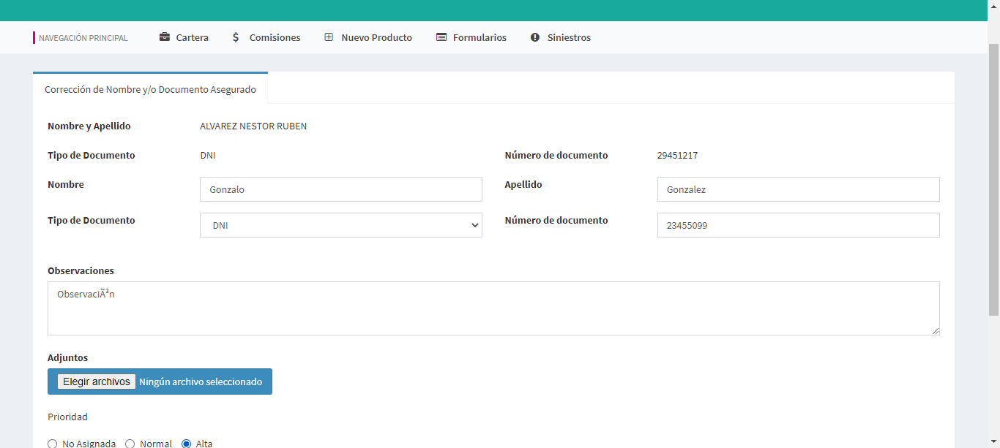 NAVEGACIÓN PRINCIPAL Cartera $ Comisiones Nuevo Producto Formularios Siniestros
Corrección de Nombre y/o Documento Asegurado
Nombre y Apellido ALVAREZ NESTOR RUBEN
Tipo de Documento DNI Número de documento 29451217
Nombre Gonzalo Apellido Gonzalez
Tipo de Documento DNI Número de documento 23455099
Observaciones
ObservaciÃ³n
Adjuntos
Elegir archivos Ningún archivo seleccionado
Prioridad
No Asignada Normal Alta